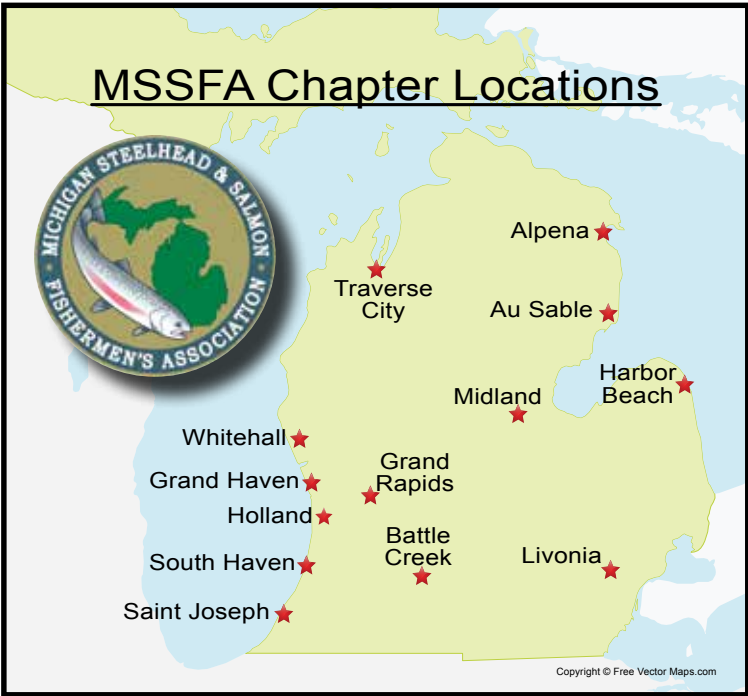 MSSFA Chapter Locations
MICHIGAN STEELHEAD & SALMON
FISHERMEN'S ASSOCIATION
Alpena
Traverse
City
Au Sable
Harbor
Beach
Midland
Whitehall
Grand
Rapids
Grand Haven
Holland
Battle
Creek
South Haven
Livonia
Saint Joseph
Copyright © Free Vector Maps.com